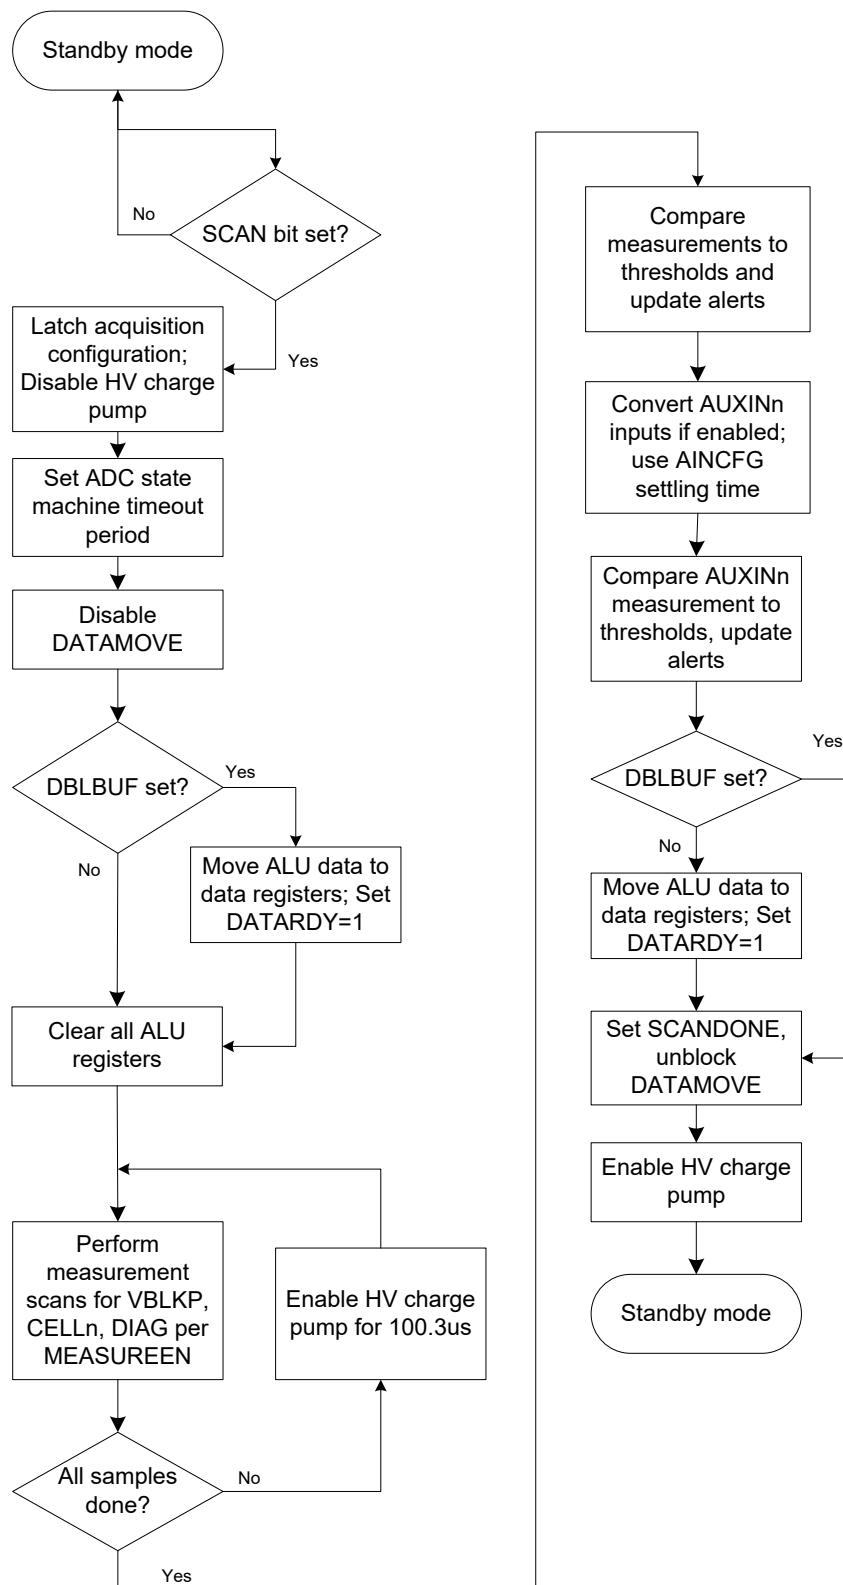 Standby mode
No
SCAN bit set?
Yes
Latch acquisition
configuration;
Disable HV charge
pump
Set ADC state
machine timeout
period
Disable
DATAMOVE
DBLBUF set?
Yes
No
Move ALU data to
data registers; Set
DATARDY=1
Clear all ALU
registers
Perform
measurement
scans for VBLKP,
CELLn, DIAG per
MEASUREEN
Enable HV charge
pump for 100.3us
All samples
done?
No
Yes
Compare
measurements to
thresholds and
update alerts
Convert AUXINn
inputs if enabled;
use AINCFG
settling time
Compare AUXINn
measurement to
thresholds, update
alerts
DBLBUF set?
Yes
No
Move ALU data to
data registers; Set
DATARDY=1
Set SCANDONE,
unblock
DATAMOVE
Enable HV charge
pump
Standby mode